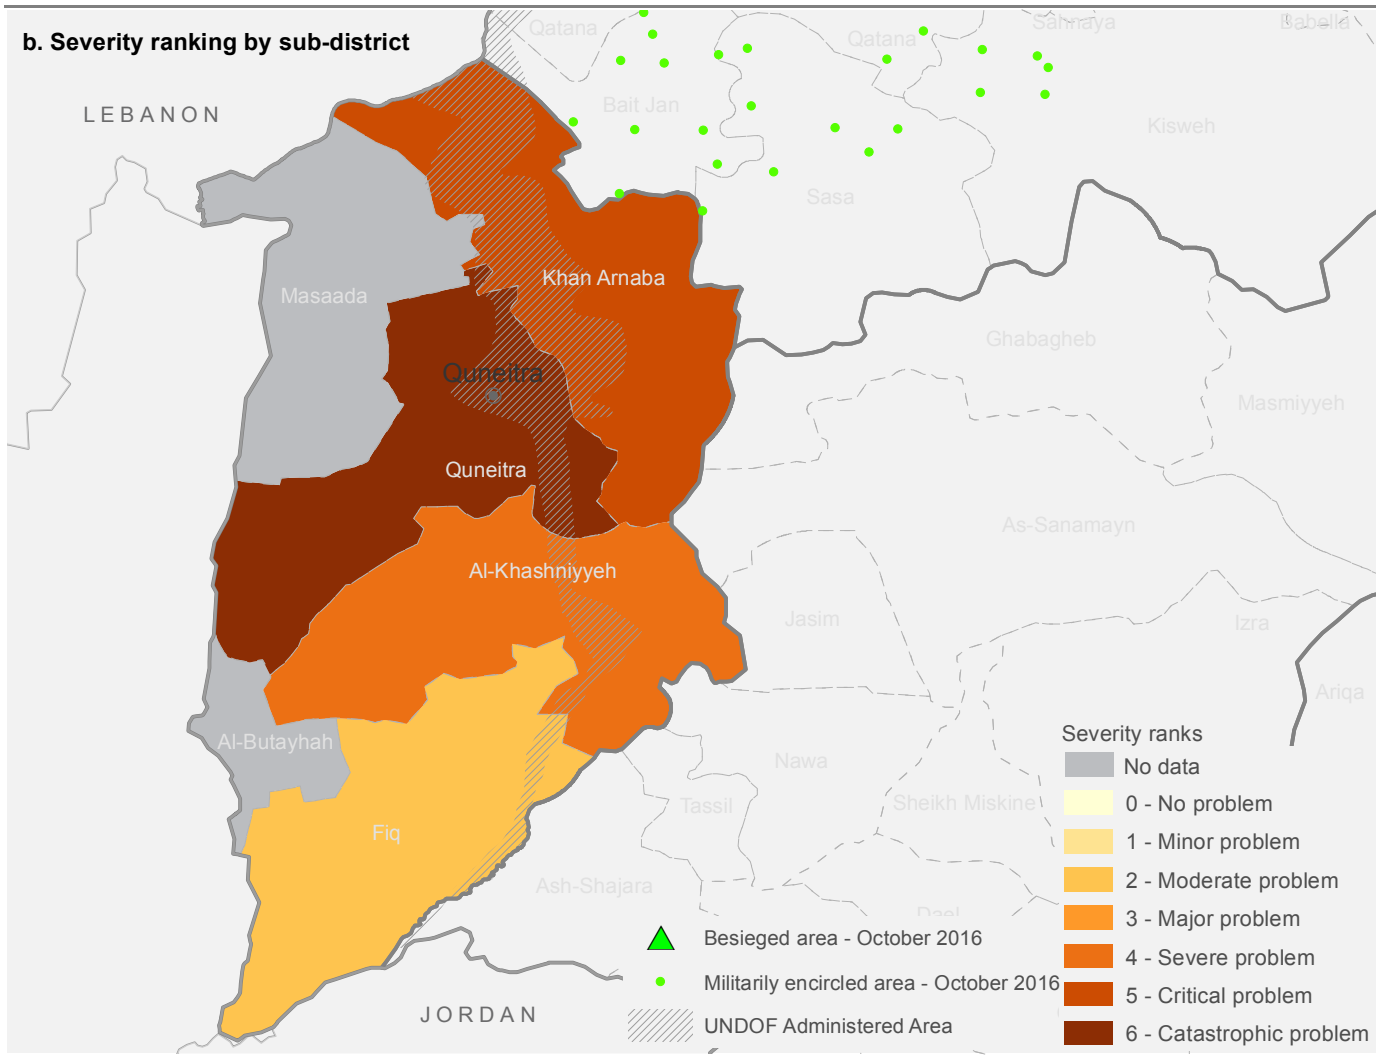 b. Severity ranking by sub-district
Qatana
Qatana
Sahnaya
Babella
LEBANON
Bait Jan
Kisweh
Sasa
Khan Arnaba
Masaada
Ghabagheb
Quneitra
Masmiyyeh
Quneitra
As-Sanamayn
Al-Khashniyyeh
Jasim
Izra
Ariqa
Al-Butayhah
Nawa
Tassil
Sheikh Miskine
Fiq
Ash-Shajara
Dael
JORDAN
Besieged area - October 2016
Militarily encircled area - October 2016
UNDOF Administered Area
Severity ranks
No data
0 - No problem
1 - Minor problem
2 - Moderate problem
3 - Major problem
4 - Severe problem
5 - Critical problem
6 - Catastrophic problem